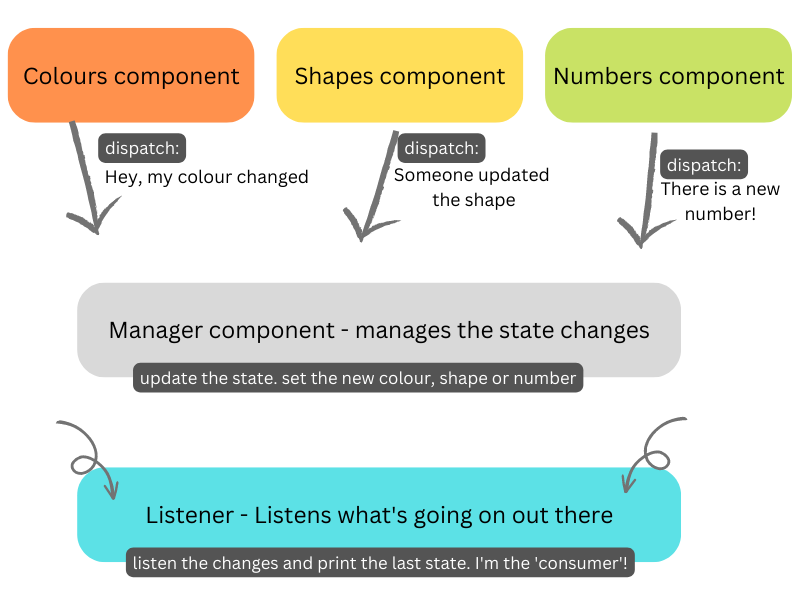 Colours component
Shapes component
Numbers component
dispatch:
Hey, my colour changed
dispatch:
Someone updated
the shape
dispatch:
There is a new
number!
Manager component - manages the state changes
update the state. set the new colour, shape or number
Listener - Listens what's going on out there
listen the changes and print the last state. I'm the 'consumer'!